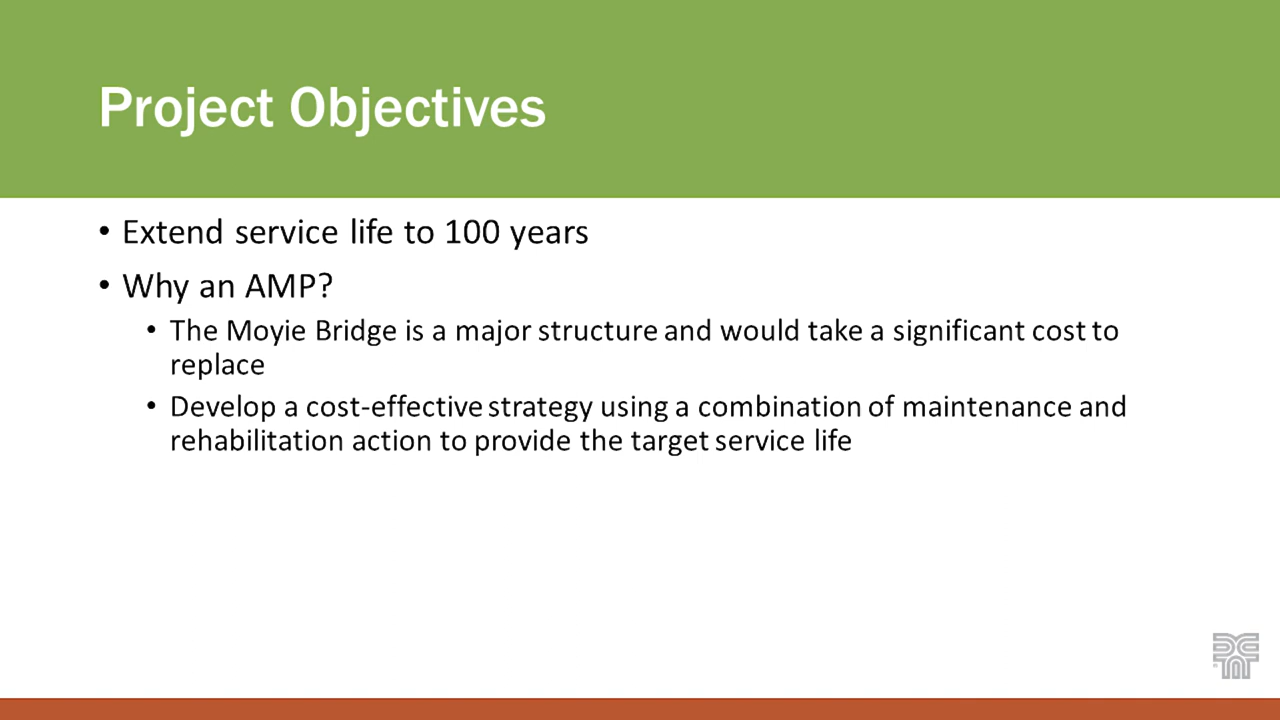 Project Objectives
• Extend service life to 100 years
• Why an AMP?
• The Moyie Bridge is a major structure and would take a significant cost to
replace
• Develop a cost-effective strategy using a combination of maintenance and
rehabilitation action to provide the target service life